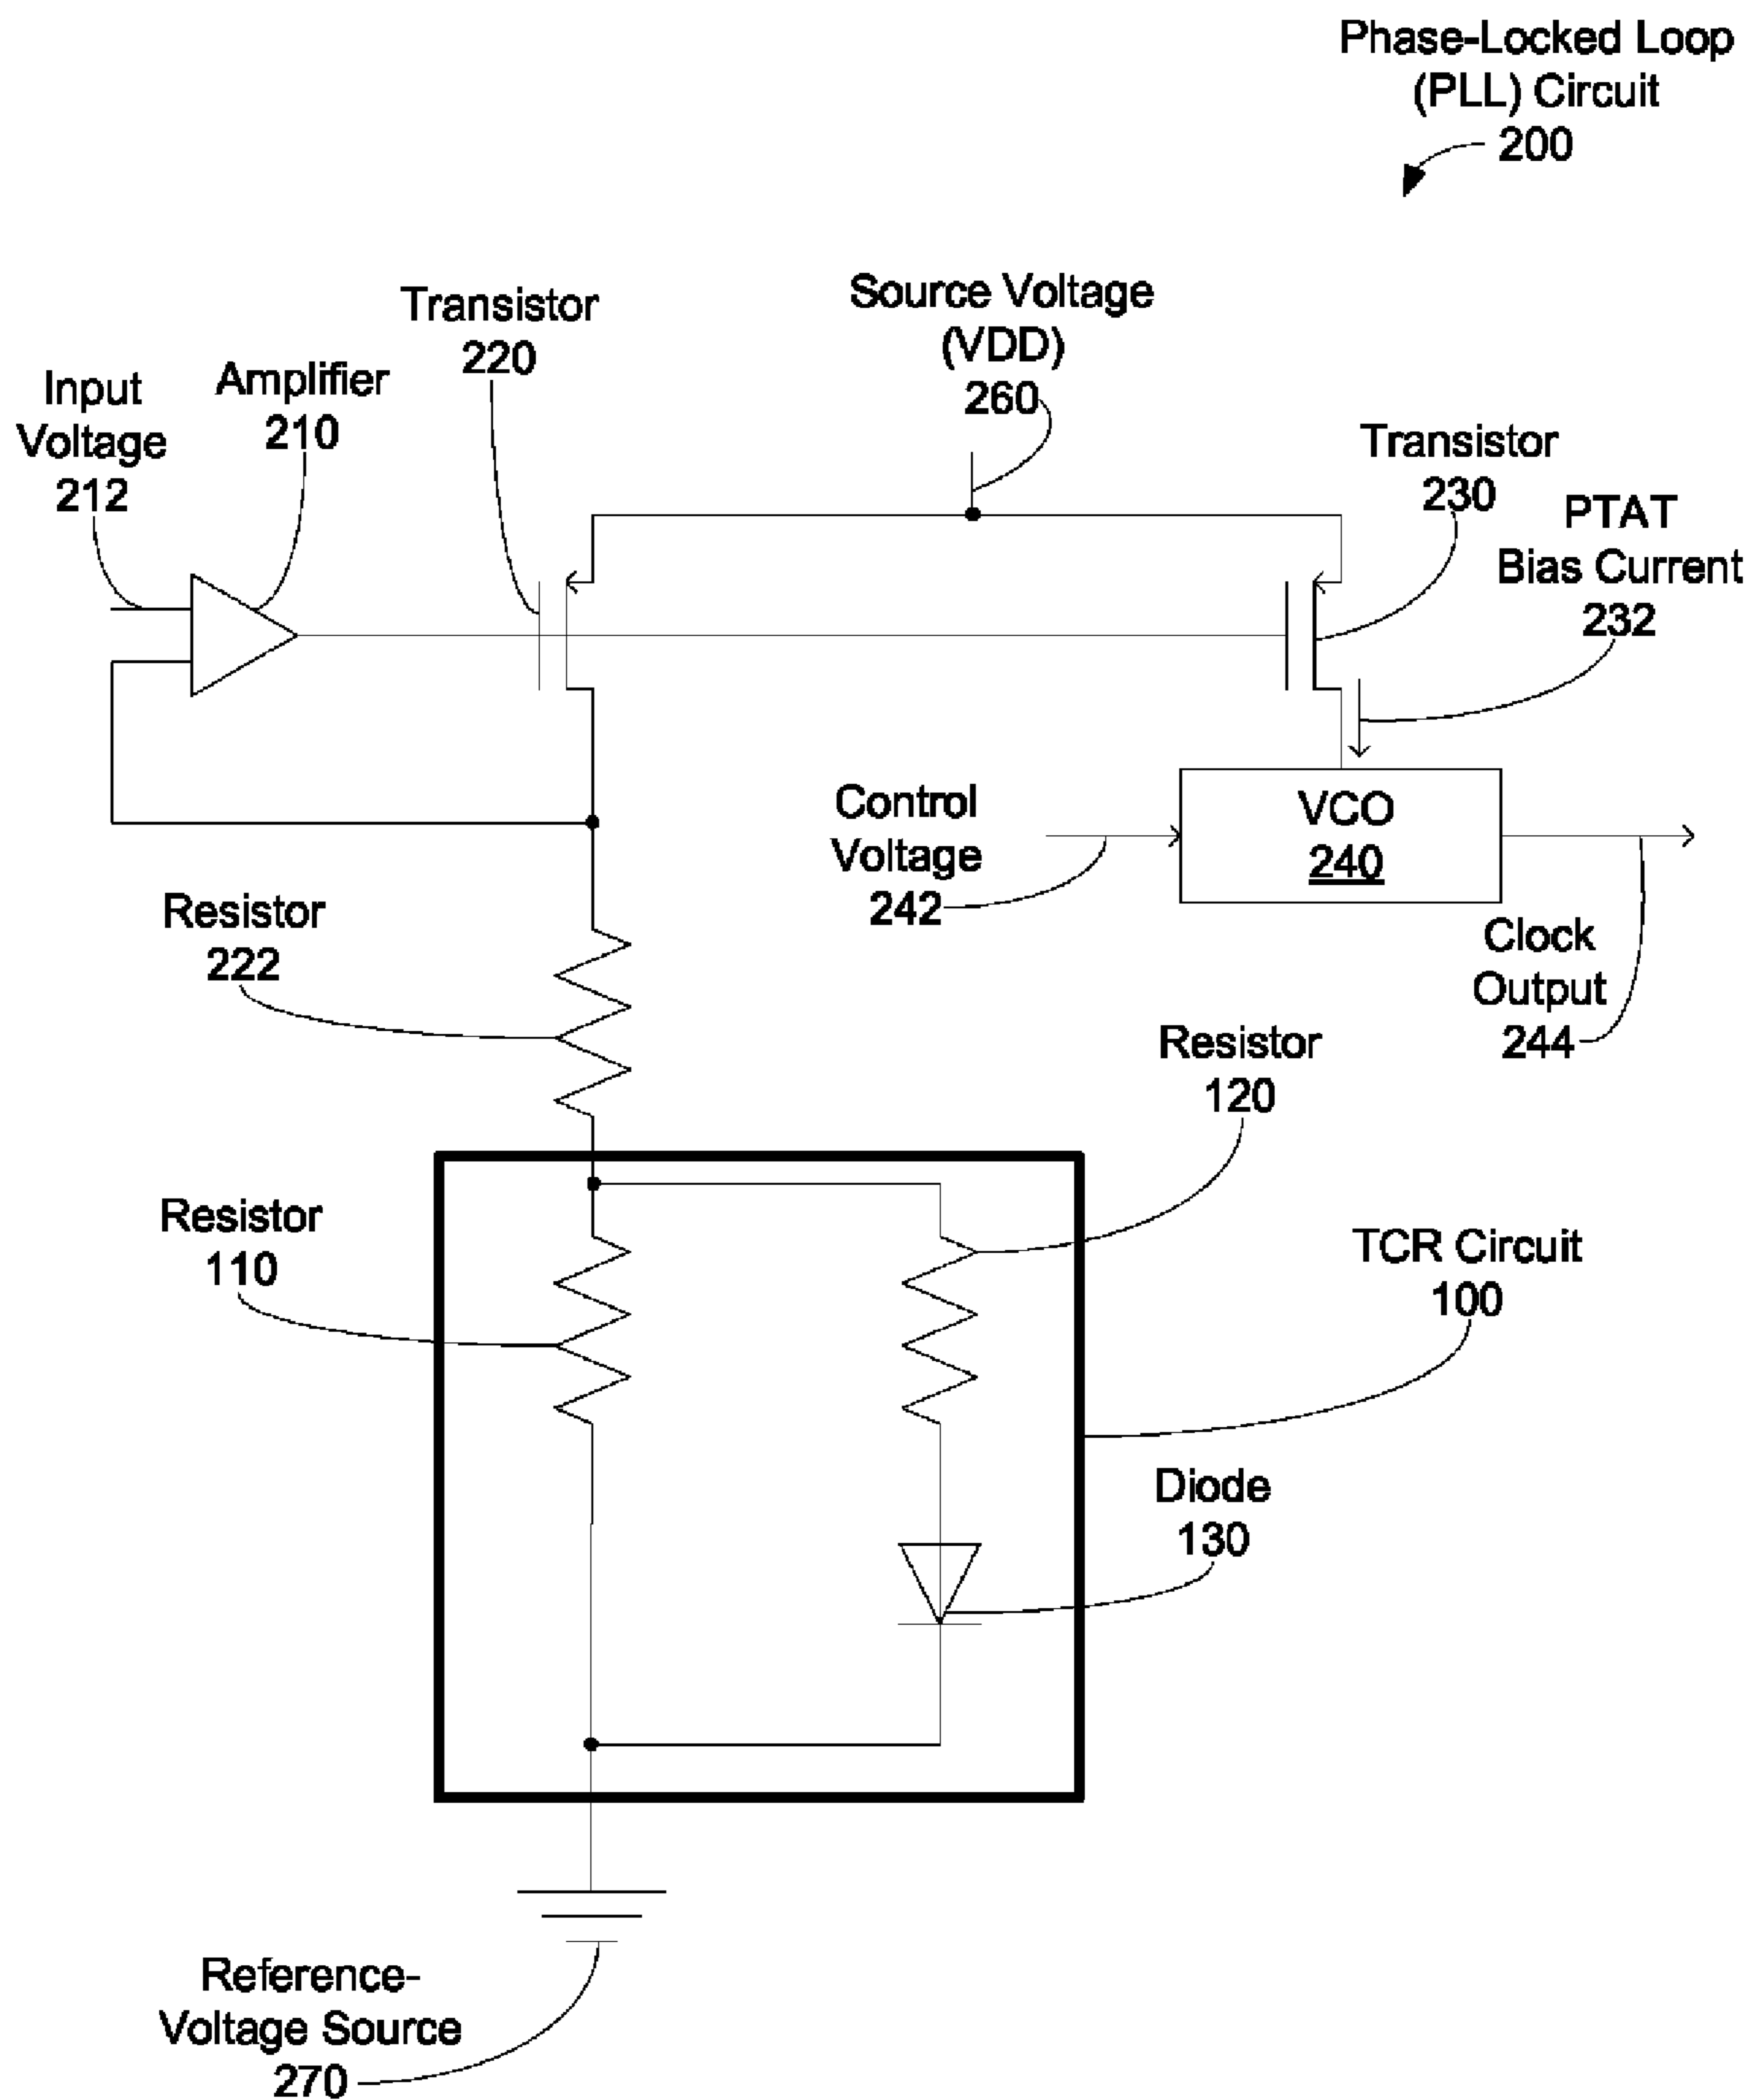 Phase-Locked Loop
(PLL) Circuit
200
Source Voltage
(VDD)
260
Transistor
220
Amplifier
210
Input
Voltage
212
Transistor
230
PTAT
Bias Current
232
Control
Voltage
242
VCO
240
Clock
Output
244
Resistor
222
Resistor
120
Resistor
110
TCR Circuit
100
Diode
130
Reference-
Voltage Source
270